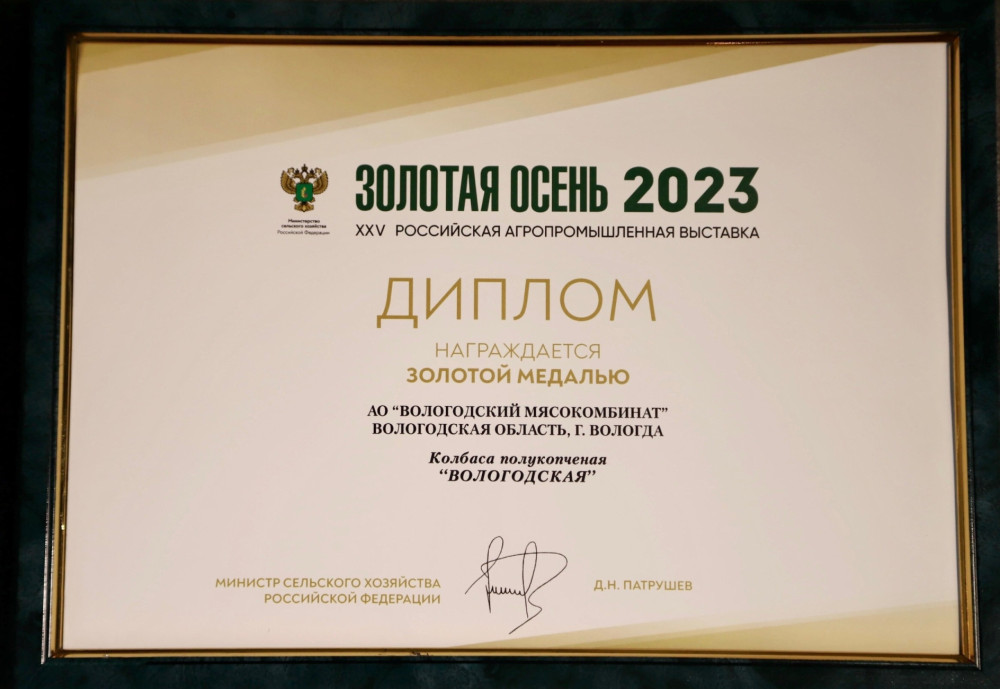 ЗОЛОТАЯ ОСЕНЬ 2023
XXV РОССИЙСКАЯ АГРОПРОМЫШЛЕННАЯ ВЫСТАВКА
Министерство
сельского хозяйства
Российской Федерации
ДИПЛОМ
НАГРАЖДАЕТСЯ
ЗОЛОТОЙ МЕДАЛЬЮ
АО “ВОЛОГОДСКИЙ МЯСОКОМБИНАТ”
ВОЛОГОДСКАЯ ОБЛАСТЬ, Г. ВОЛОГДА
Колбаса полукопченая
“ВОЛОГОДСКАЯ”
МИНИСТР СЕЛЬСКОГО ХОЗЯЙСТВА
РОССИЙСКОЙ ФЕДЕРАЦИИ
Д.Н. ПАТРУШЕВ